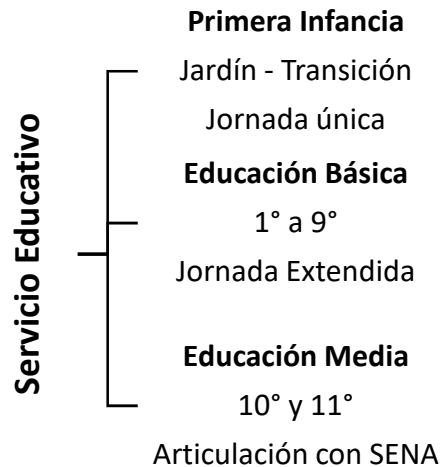 Servicio Educativo
Primera Infancia
Jardín - Transición
Jornada única
Educación Básica
1° a 9°
Jornada Extendida
Educación Media
10° y 11°
Articulación con SENA